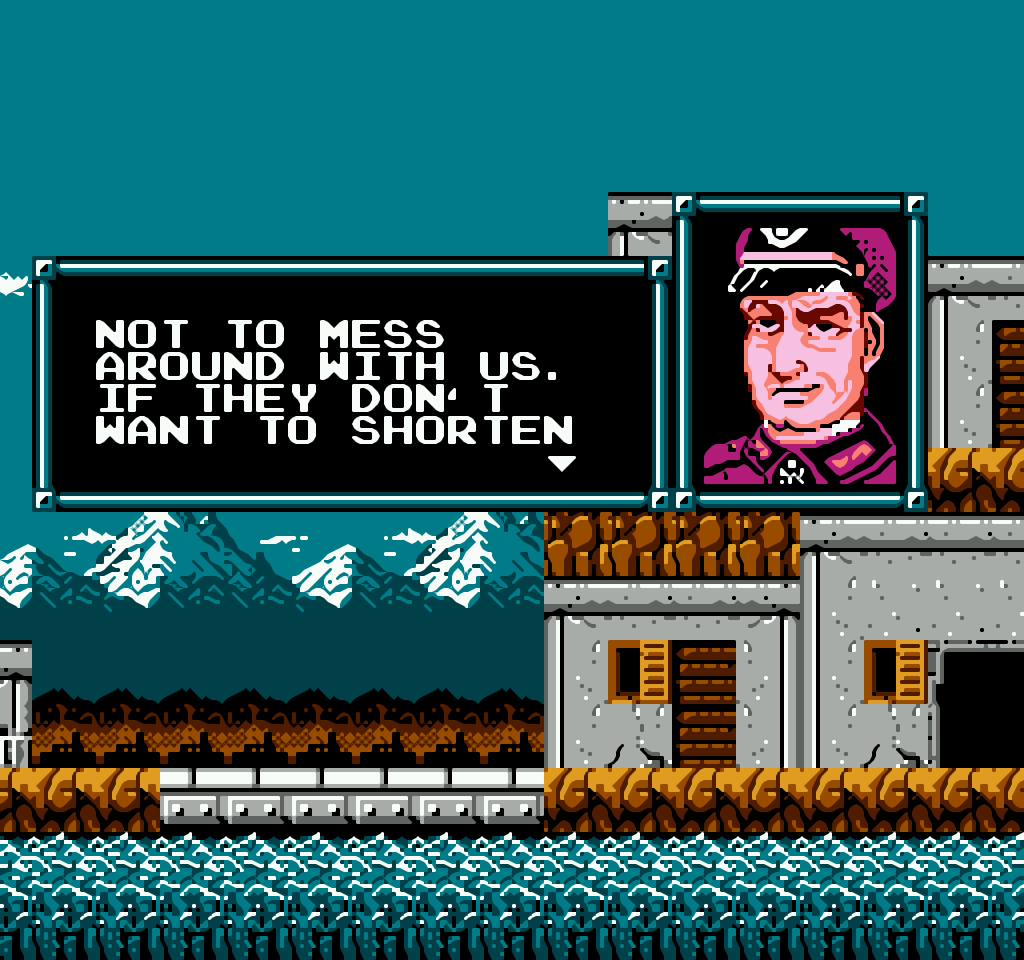 NOT TO MESS
AROUND WITH US.
IF THEY DON'T
WANT TO SHORTEN